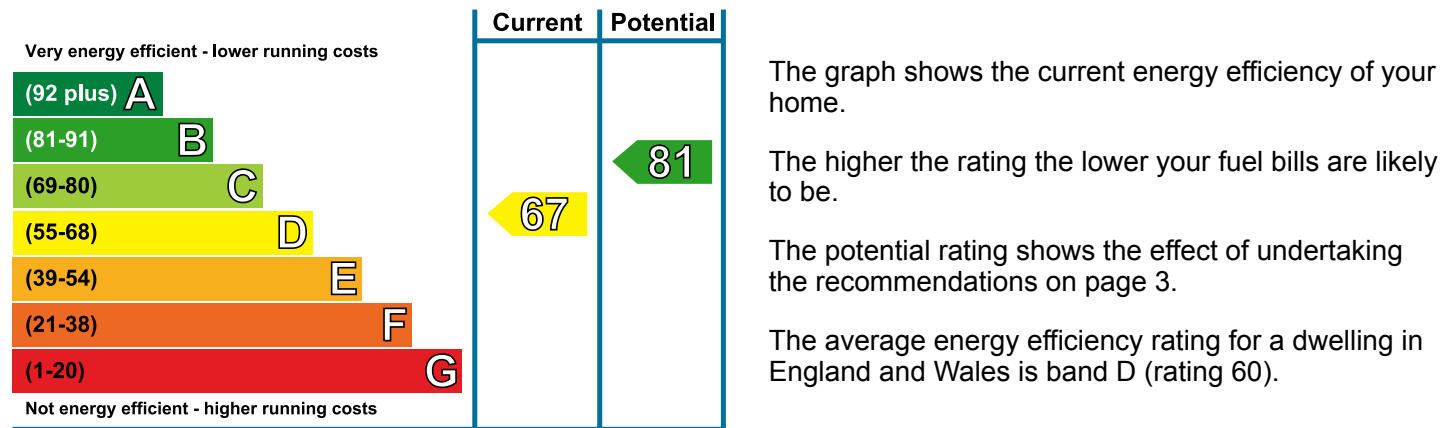 Current Potential
Very energy efficient - lower running costs
(92 plus) A
(81-91) B
(69-80) C
(55-68) D
(39-54) E
(21-38) F
(1-20) G
Not energy efficient - higher running costs
67
81
The graph shows the current energy efficiency of your
home.
The higher the rating the lower your fuel bills are likely
to be.
The potential rating shows the effect of undertaking
the recommendations on page 3.
The average energy efficiency rating for a dwelling in
England and Wales is band D (rating 60).